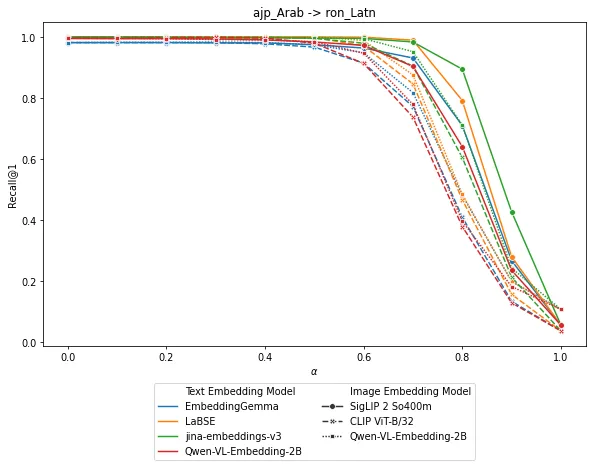 ajp_Arab -> ron_Latn
Recall@1
1.0
0.8
0.6
0.4
0.2
0.0
0.0 0.2 0.4 0.6 0.8 1.0
α
Text Embedding Model
EmbeddingGemma
LaBSE
jina-embeddings-v3
Qwen-VL-Embedding-2B
Image Embedding Model
SigLIP 2 So400m
CLIP ViT-B/32
Qwen-VL-Embedding-2B